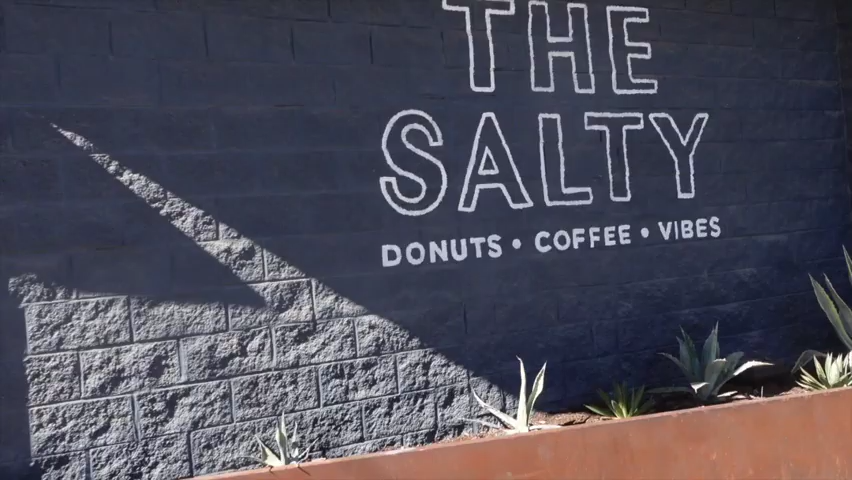 THE
SALTY
DONUTS • COFFEE • VIBES